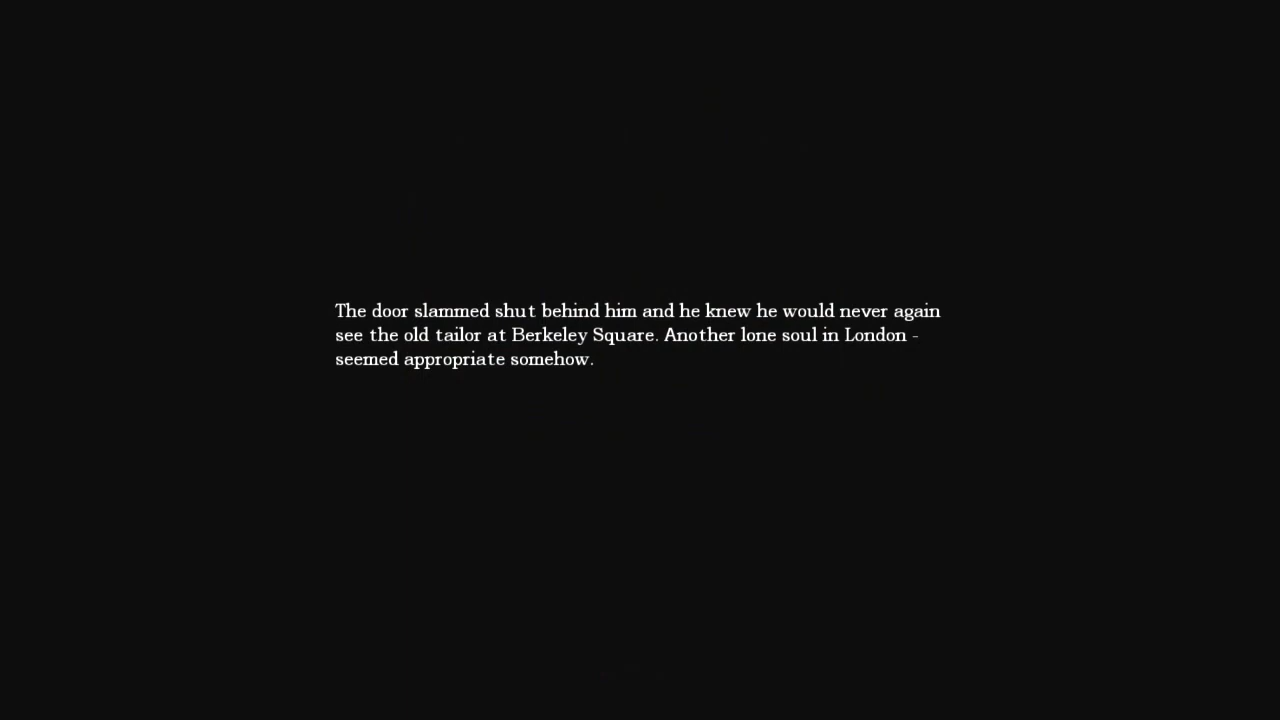 The door slammed shut behind him and he knew he would never again
see the old tailor at Berkeley Square. Another lone soul in London -
seemed appropriate somehow.